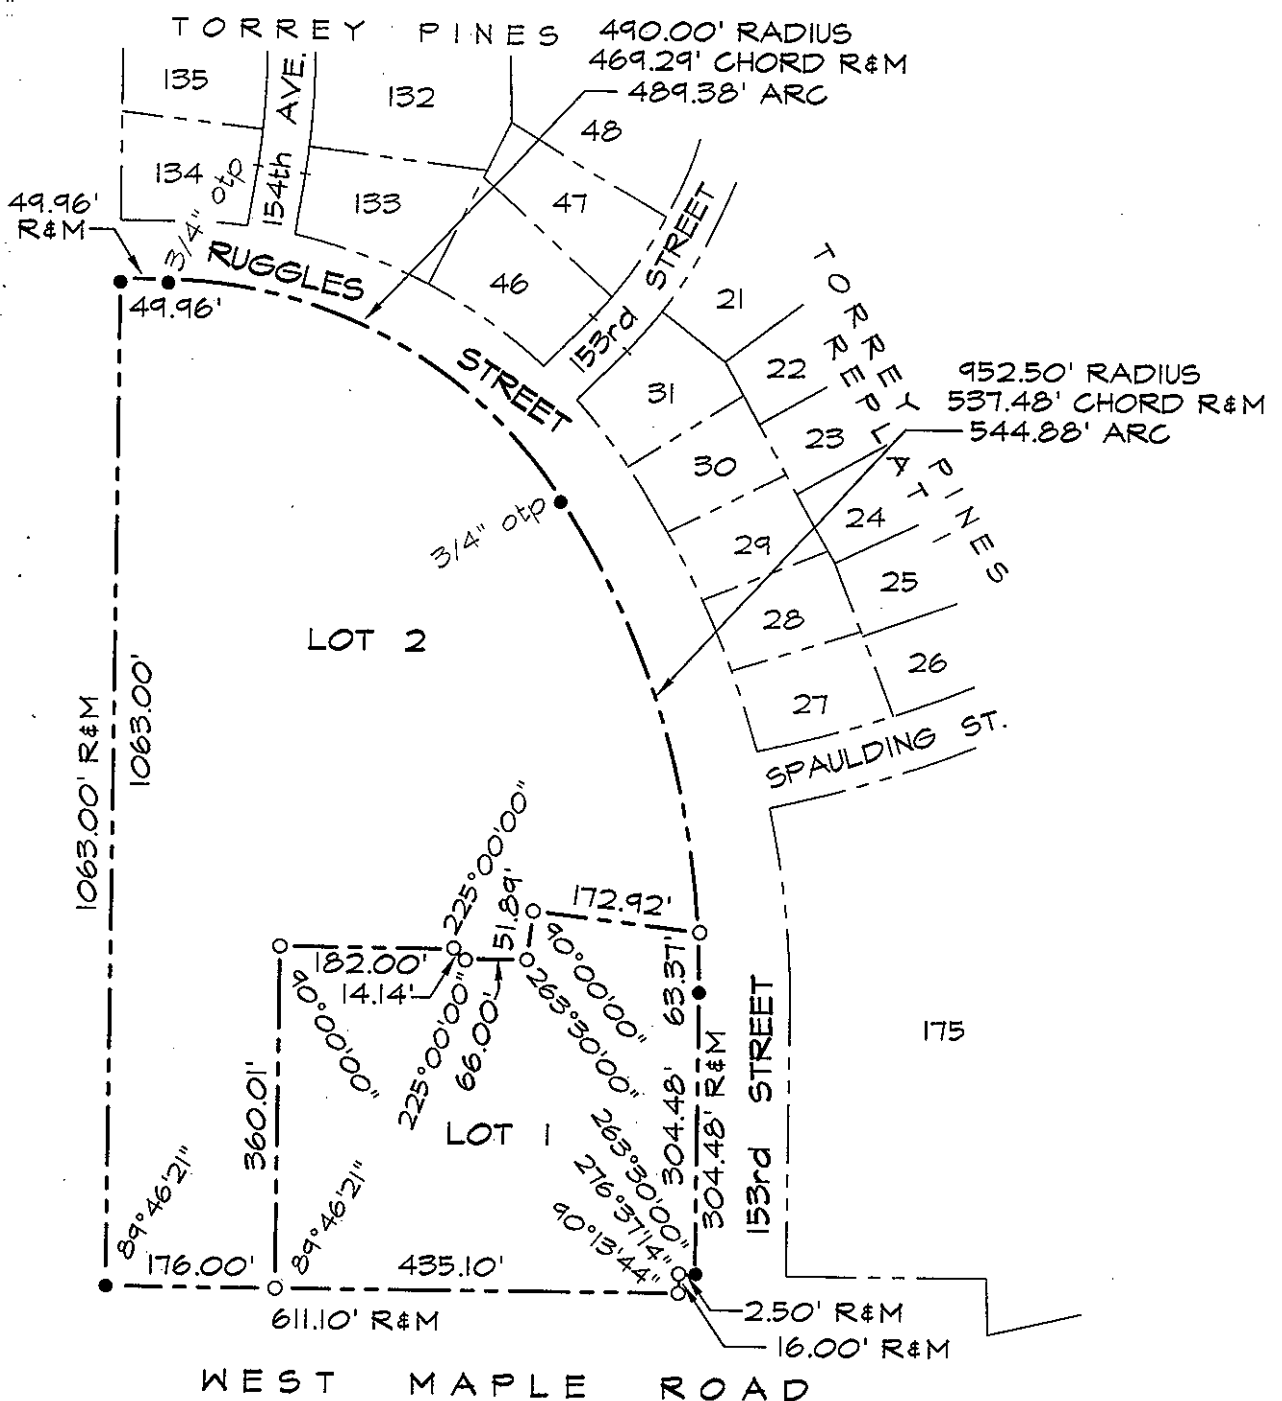 TORREY PINES
490.00' RADIUS
469.29' CHORD R&M
489.38' ARC
135
154th AVE.
132
48
134
3/4" otp
133
47
49.96'
R&M
49.96'
RUGGLES
STREET
46
153rd STREET
21
TORREY PINES
REPLAT I
22
31
952.50' RADIUS
537.48' CHORD R&M
544.88' ARC
23
30
24
3/4" otp
29
25
28
26
27
SPAULDING ST.
LOT 2
1063.00' R&M
1063.00'
225°00'00"
51.89'
172.92'
182.00'
14.14'
90°00'00"
225°00'00"
66.00'
263°30'00"
90°00'00"
63.37'
175
360.01'
LOT 1
304.48'
304.48' R&M
153rd STREET
263°30'00"
276°37'14"
90°13'44"
89°46'21"
89°46'21"
176.00'
435.10'
611.10' R&M
2.50' R&M
16.00' R&M
WEST MAPLE ROAD